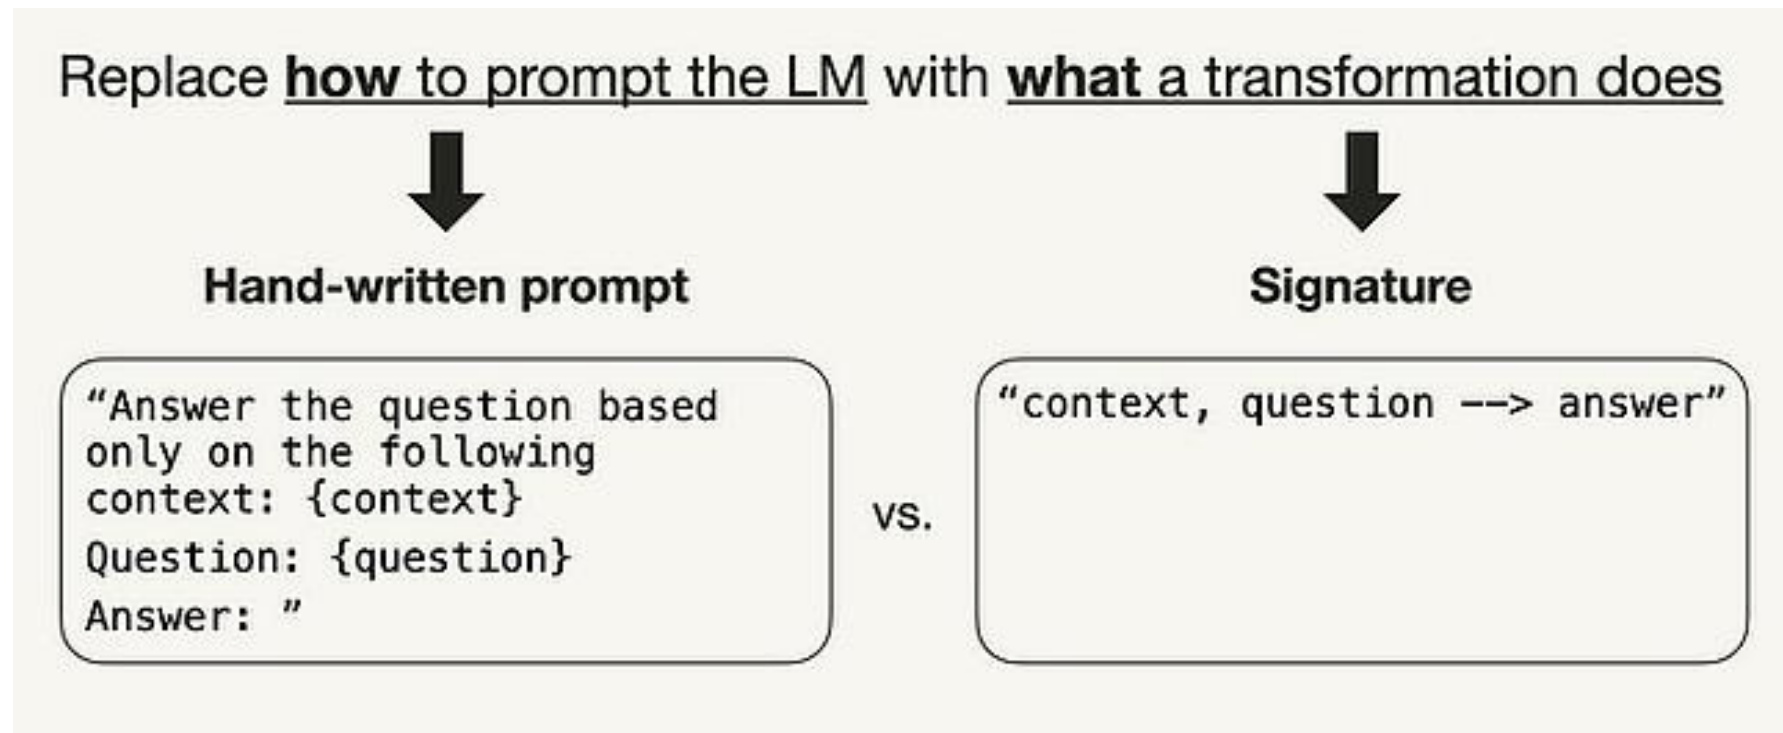 Replace how to prompt the LM with what a transformation does
Hand-written prompt
“Answer the question based
only on the following
context: {context}
Question: {question}
Answer: ”
vs.
Signature
“context, question ––> answer”